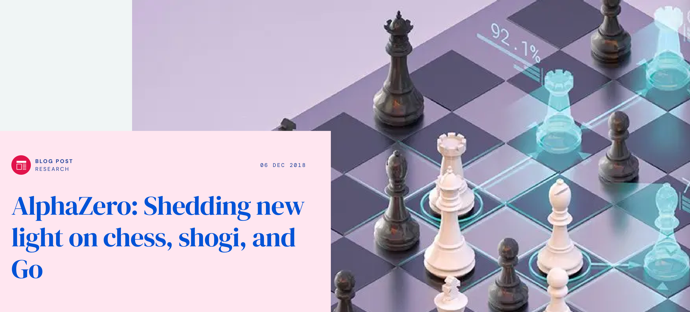 92.1%
BLOG POST
RESEARCH
06 DEC 2018
AlphaZero: Shedding new
light on chess, shogi, and
Go